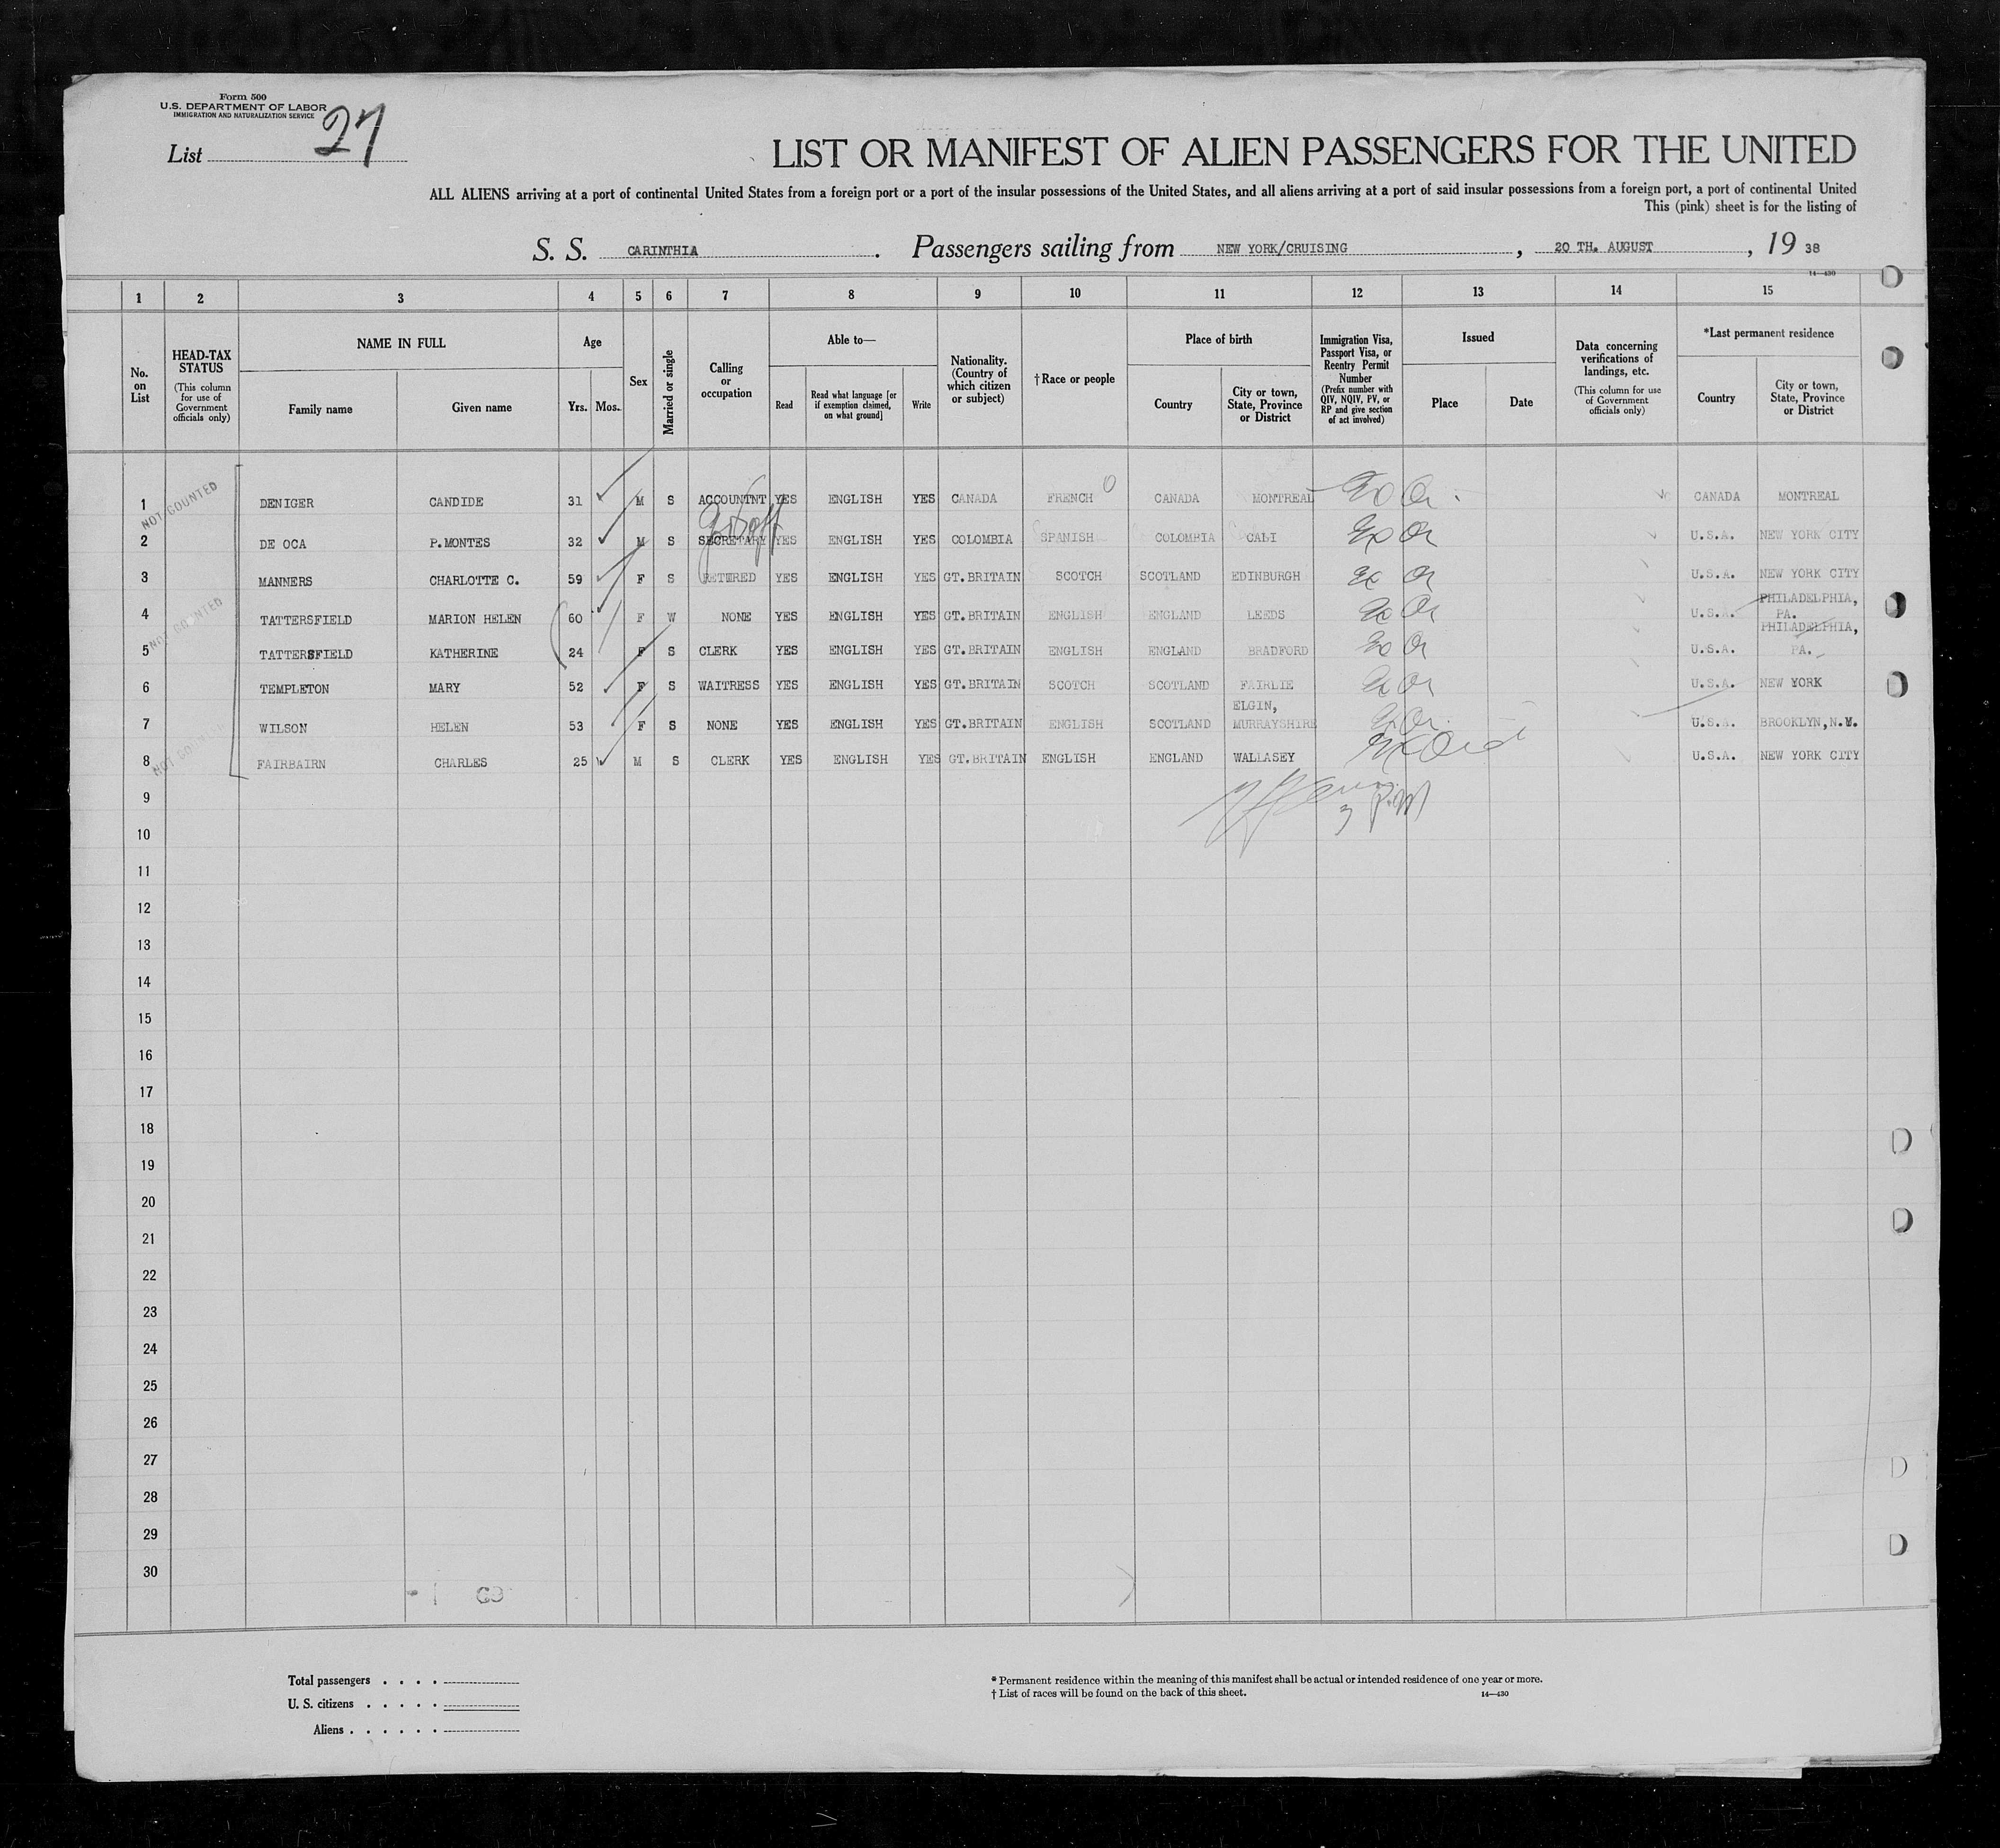 Form 500
U.S. DEPARTMENT OF LABOR
IMMIGRATION AND NATURALIZATION SERVICE
List 27
LIST OR MANIFEST OF ALIEN PASSENGERS FOR THE UNITED
ALL ALIENS arriving at a port of continental United States from a foreign port or a port of the insular possessions of the United States, and all aliens arriving at a port of said insular possessions from a foreign port, a port of continental United
This (pink) sheet is for the listing of
S. S. CARINTHIA. Passengers sailing from NEW YORK/CRUISING, 20 TH. AUGUST, 19 38
14—430
1 2 3 4 5 6 7 8 9 10 11 12 13 14 15
No. on List
HEAD-TAX STATUS (This column for use of Government officials only)
NAME IN FULL
Family name Given name
Age
Yrs. Mos.
Sex
Married or single
Calling or occupation
Able to—
Read
Read what language [or if exemption claimed, on what ground]
Write
Nationality. (Country of which citizen or subject)
† Race or people
Place of birth
Country
City or town, State, Province or District
Immigration Visa, Passport Visa, or Reentry Permit Number (Prefix number with QIV, NQIV, PV, or RP and give section of act involved)
Issued
Place Date
Data concerning verifications of landings, etc. (This column for use of Government officials only)
*Last permanent residence
Country
City or town, State, Province or District
NOT COUNTED
1 DENIGER CANDIDE 31 M S ACCOUNTNT YES ENGLISH YES CANADA FRENCH CANADA MONTREAL CANADA MONTREAL
2 DE OCA P.MONTES 32 M S SECRETARY YES ENGLISH YES COLOMBIA SPANISH COLOMBIA CALI U.S.A. NEW YORK CITY
3 MANNERS CHARLOTTE C. 59 F S RETIRED YES ENGLISH YES GT.BRITAIN SCOTCH SCOTLAND EDINBURGH U.S.A. NEW YORK CITY
NOT COUNTED
4 TATTERSFIELD MARION HELEN 60 F W NONE YES ENGLISH YES GT.BRITAIN ENGLISH ENGLAND LEEDS U.S.A. PHILADELPHIA, PA.
5 TATTERSFIELD KATHERINE 24 F S CLERK YES ENGLISH YES GT.BRITAIN ENGLISH ENGLAND BRADFORD U.S.A. PHILADELPHIA, PA.
6 TEMPLETON MARY 52 F S WAITRESS YES ENGLISH YES GT.BRITAIN SCOTCH SCOTLAND FAIRLIE U.S.A. NEW YORK
7 WILSON HELEN 53 F S NONE YES ENGLISH YES GT.BRITAIN ENGLISH SCOTLAND ELGIN, MURRAYSHIRE U.S.A. BROOKLYN,N.Y.
NOT COUNTED
8 FAIRBAIRN CHARLES 25 M S CLERK YES ENGLISH YES GT.BRITAIN ENGLISH ENGLAND WALLASEY U.S.A. NEW YORK CITY
9
10
11
12
13
14
15
16
17
18
19
20
21
22
23
24
25
26
27
28
29
30
Total passengers . . . .
U. S. citizens . . . . .
Aliens . . . . . .
* Permanent residence within the meaning of this manifest shall be actual or intended residence of one year or more.
† List of races will be found on the back of this sheet.
14—430